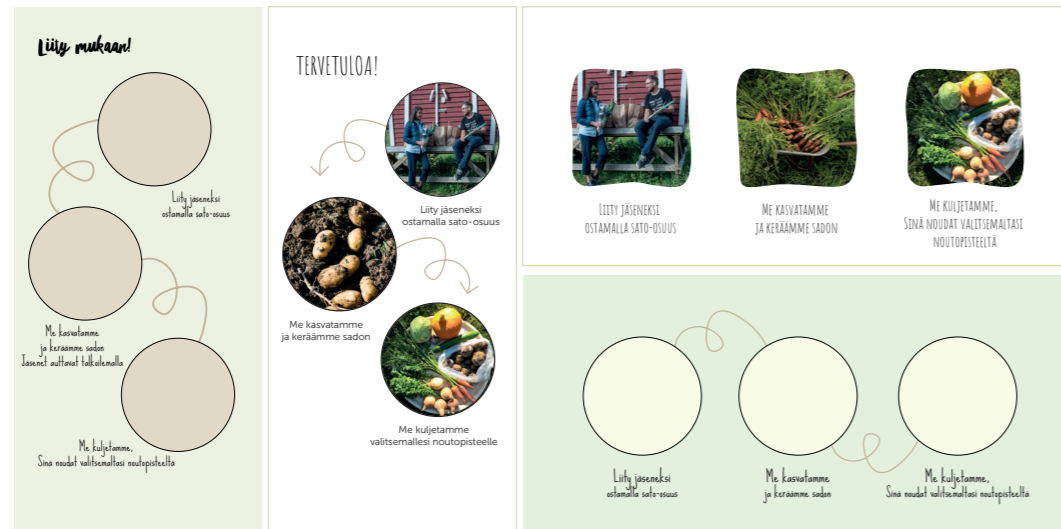 Liity mukaan!
Liity jäseneksi
ostamalla sato-osuus
Me kasvatamme
ja keräämme sadon
Jäsenet auttavat talkoilemalla
Me kuljetamme,
Sinä noudat valitsemaltasi noutopisteeltä
TERVETULOA!
Liity jäseneksi
ostamalla sato-osuus
Me kasvatamme
ja keräämme sadon
Me kuljetamme
valitsemallesi noutopisteelle
LIITY JÄSENEKSI
OSTAMALLA SATO-OSUUS
ME KASVATAMME
JA KERÄÄMME SADON
ME KULJETAMME,
SINÄ NOUDAT VALITSEMALTASI
NOUTOPISTEELTÄ
Liity jäseneksi
ostamalla sato-osuus
Me kasvatamme
ja keräämme sadon
Me kuljetamme,
Sinä noudat valitsemaltasi noutopisteeltä